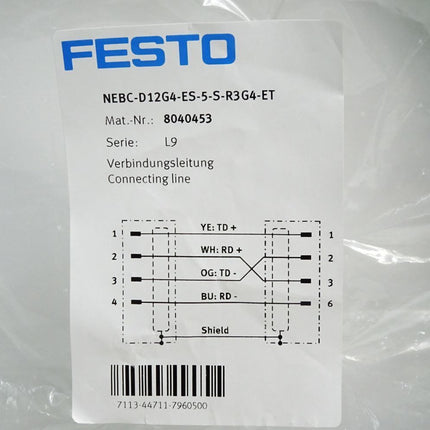 FESTO
NEBC-D12G4-ES-5-S-R3G4-ET
Mat.-Nr.: 8040453
Serie: L9
Verbindungsleitung
Connecting line
1 YE: TD + 1
2 WH: RD + 2
3 OG: TD - 3
4 BU: RD - 6
Shield
7113-44711-7960500